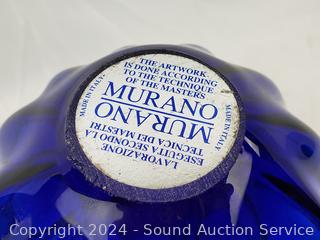 THE ARTWORK
IS DONE ACCORDING
TO THE TECHNIQUE
OF THE MASTERS
MURANO
MADE IN ITALY
MURANO
LAVORAZIONE
ESEGUITA SECONDO LA
TECNICA DEI MAESTRI
MADE IN ITALY
Copyright 2024 - Sound Auction Service